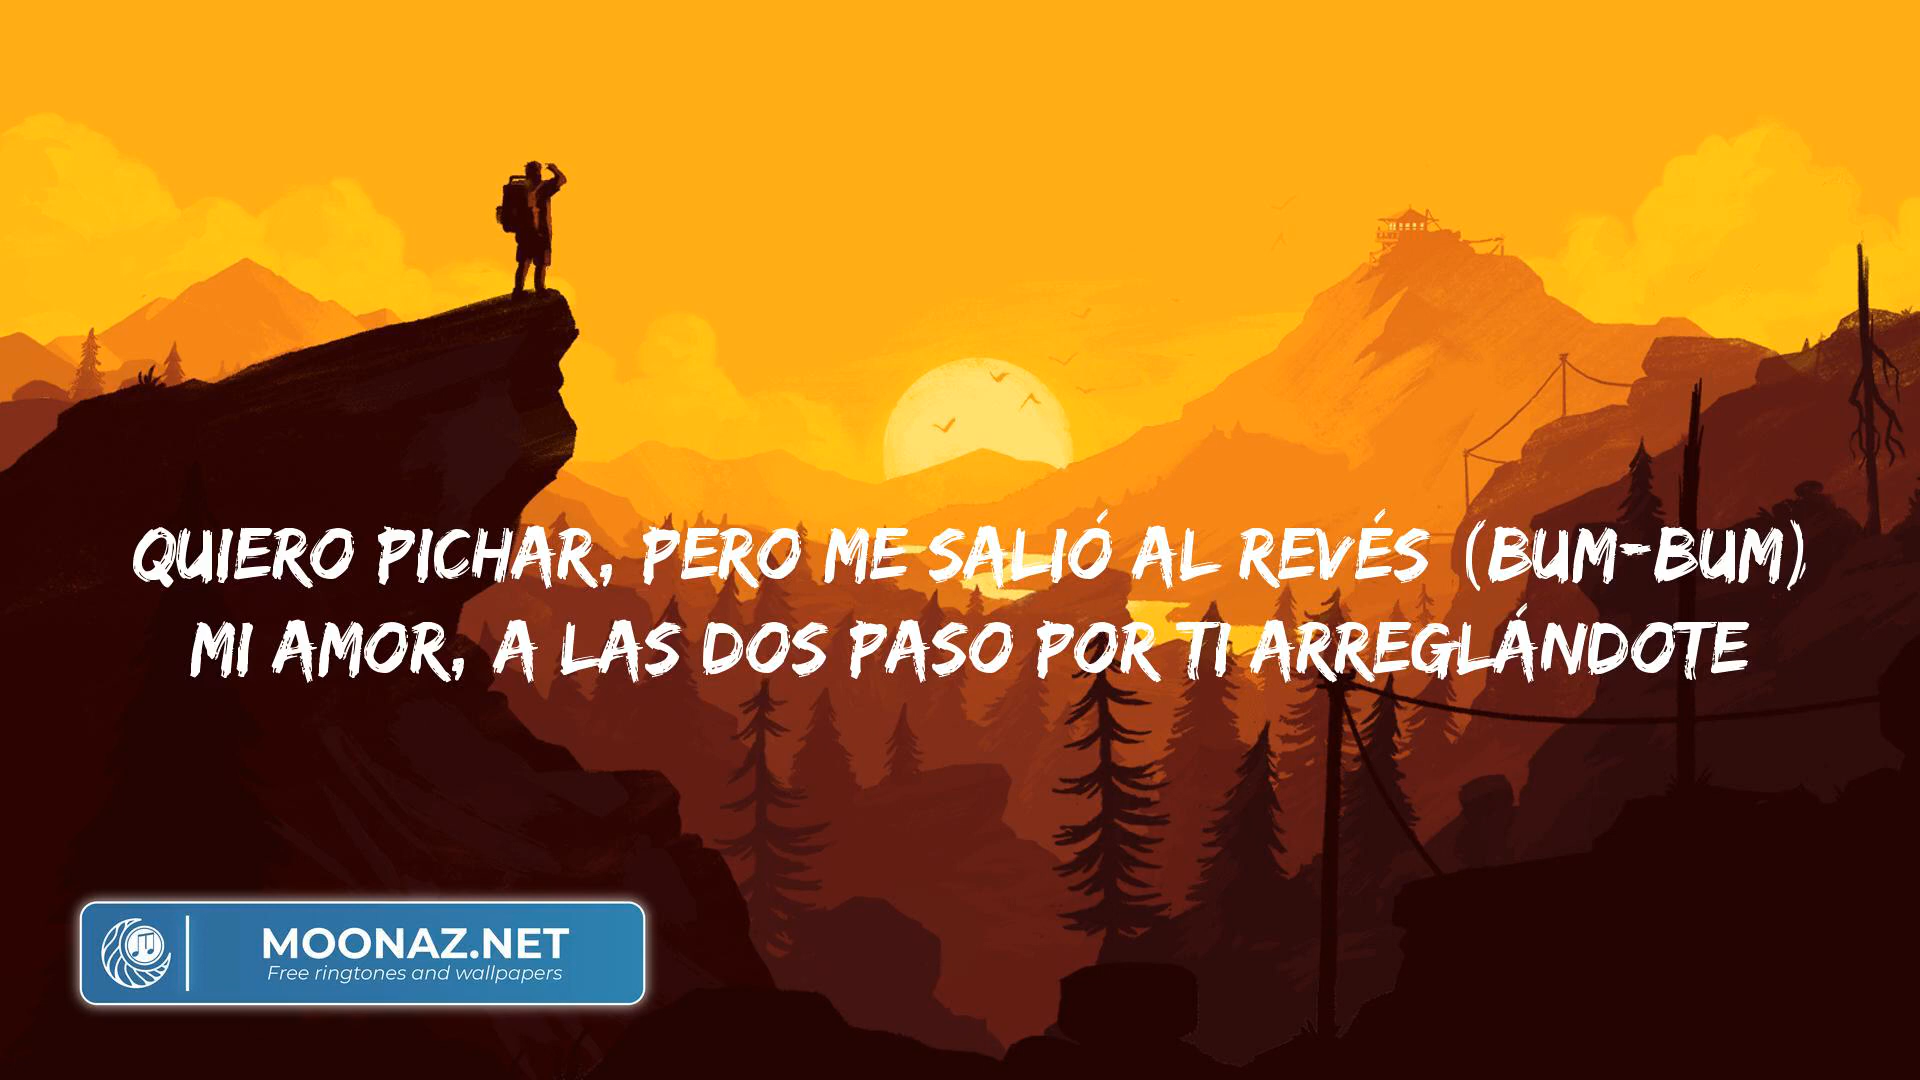 QUIERO PICHAR, PERO ME SALIÓ AL REVÉS (BUM-BUM)
MI AMOR, A LAS DOS PASO POR TI ARREGLÁNDOTE
MOONAZ.NET
Free ringtones and wallpapers